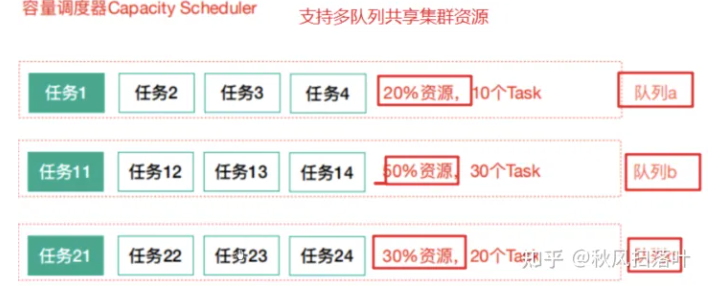 容量调度器Capacity Scheduler
支持多队列共享集群资源
任务1 任务2 任务3 任务4 20%资源，10个Task 队列a
任务11 任务12 任务13 任务14 50%资源，30个Task 队列b
任务21 任务22 任务23 任务24 30%资源，20个Task
知乎 @秋风扫落叶